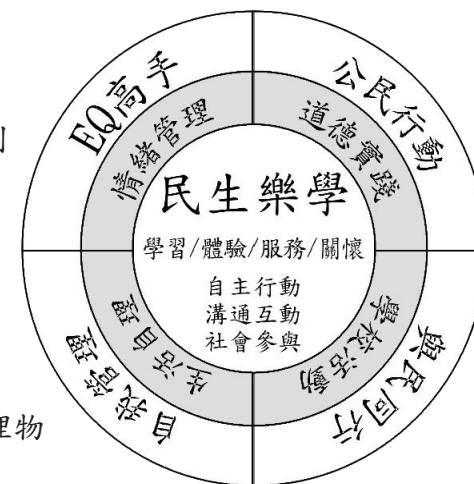 EQ高手
公民行動
情緒管理
道德實踐
民生樂學
學習/體驗/服務/關懷
自主行動
溝通互動
社會參與
生活自理
學校活動
自我管理
與民同行
理物